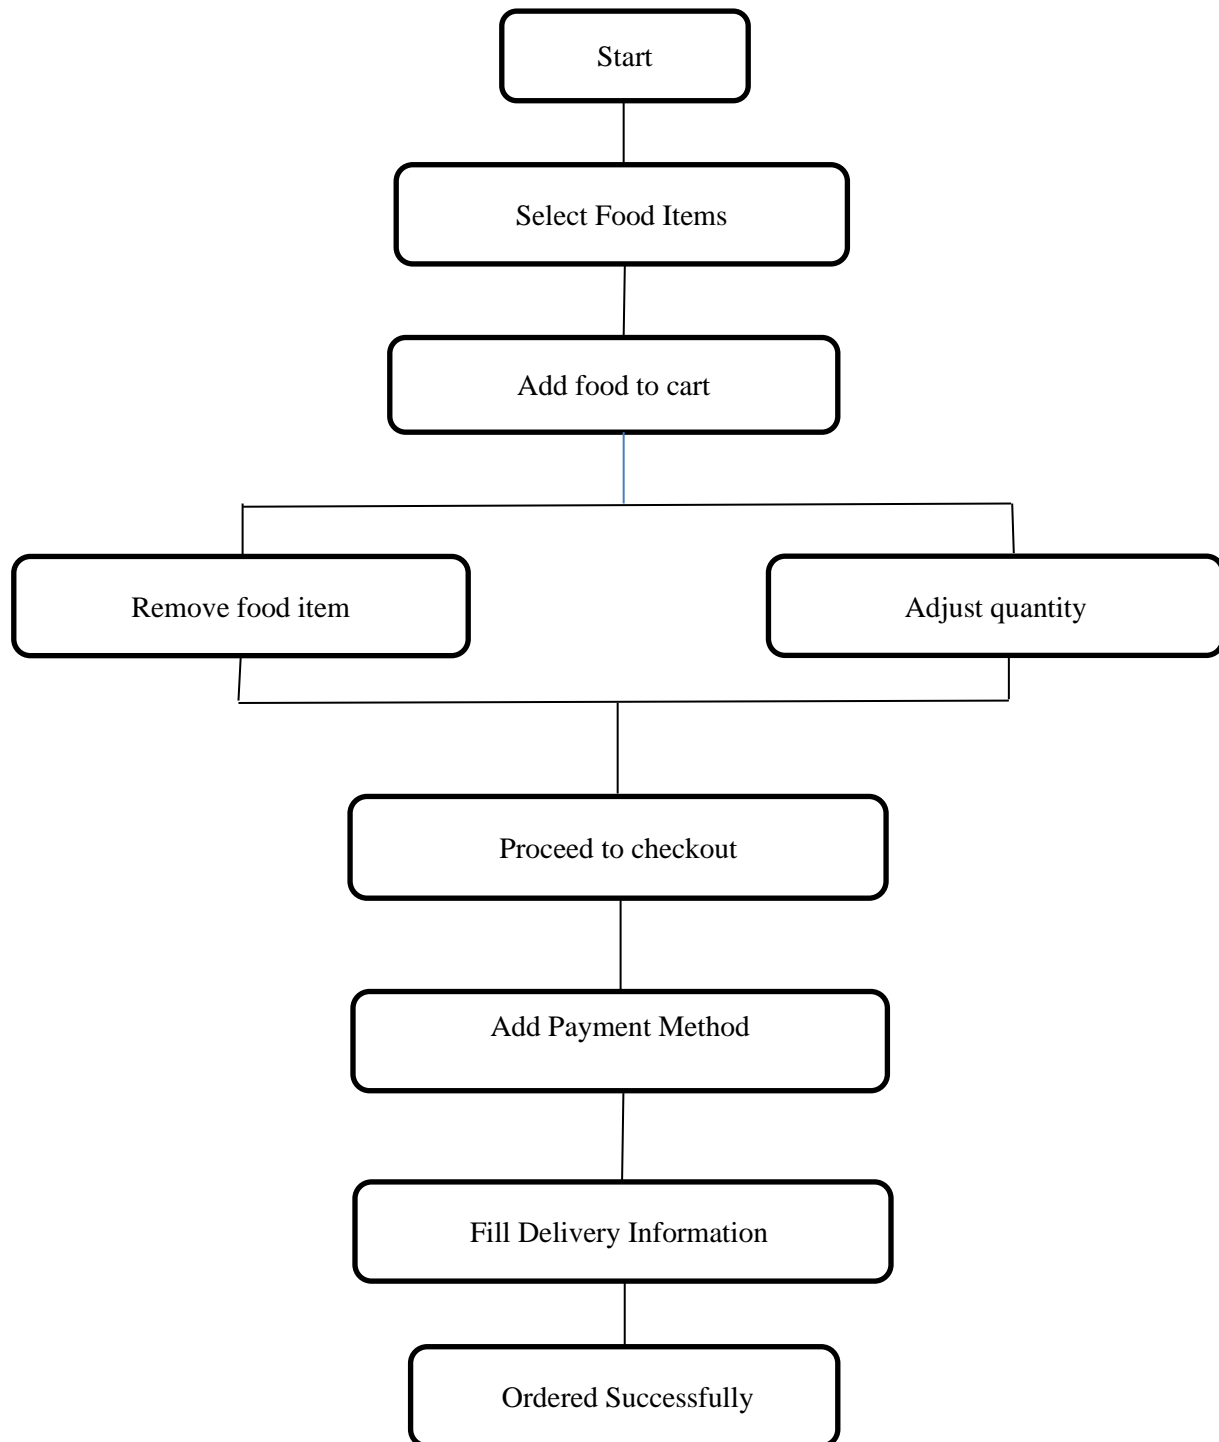 Start
Select Food Items
Add food to cart
Remove food item
Adjust quantity
Proceed to checkout
Add Payment Method
Fill Delivery Information
Ordered Successfully